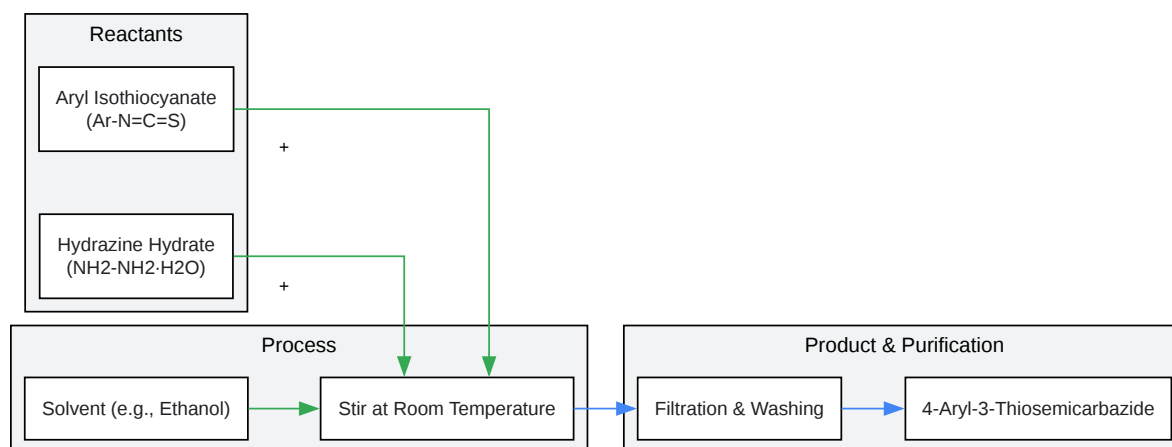 Reactants
Aryl Isothiocyanate
(Ar-N=C=S)
+
Hydrazine Hydrate
(NH2-NH2·H2O)
+
Process
Solvent (e.g., Ethanol)
Stir at Room Temperature
Product & Purification
Filtration & Washing
4-Aryl-3-Thiosemicarbazide